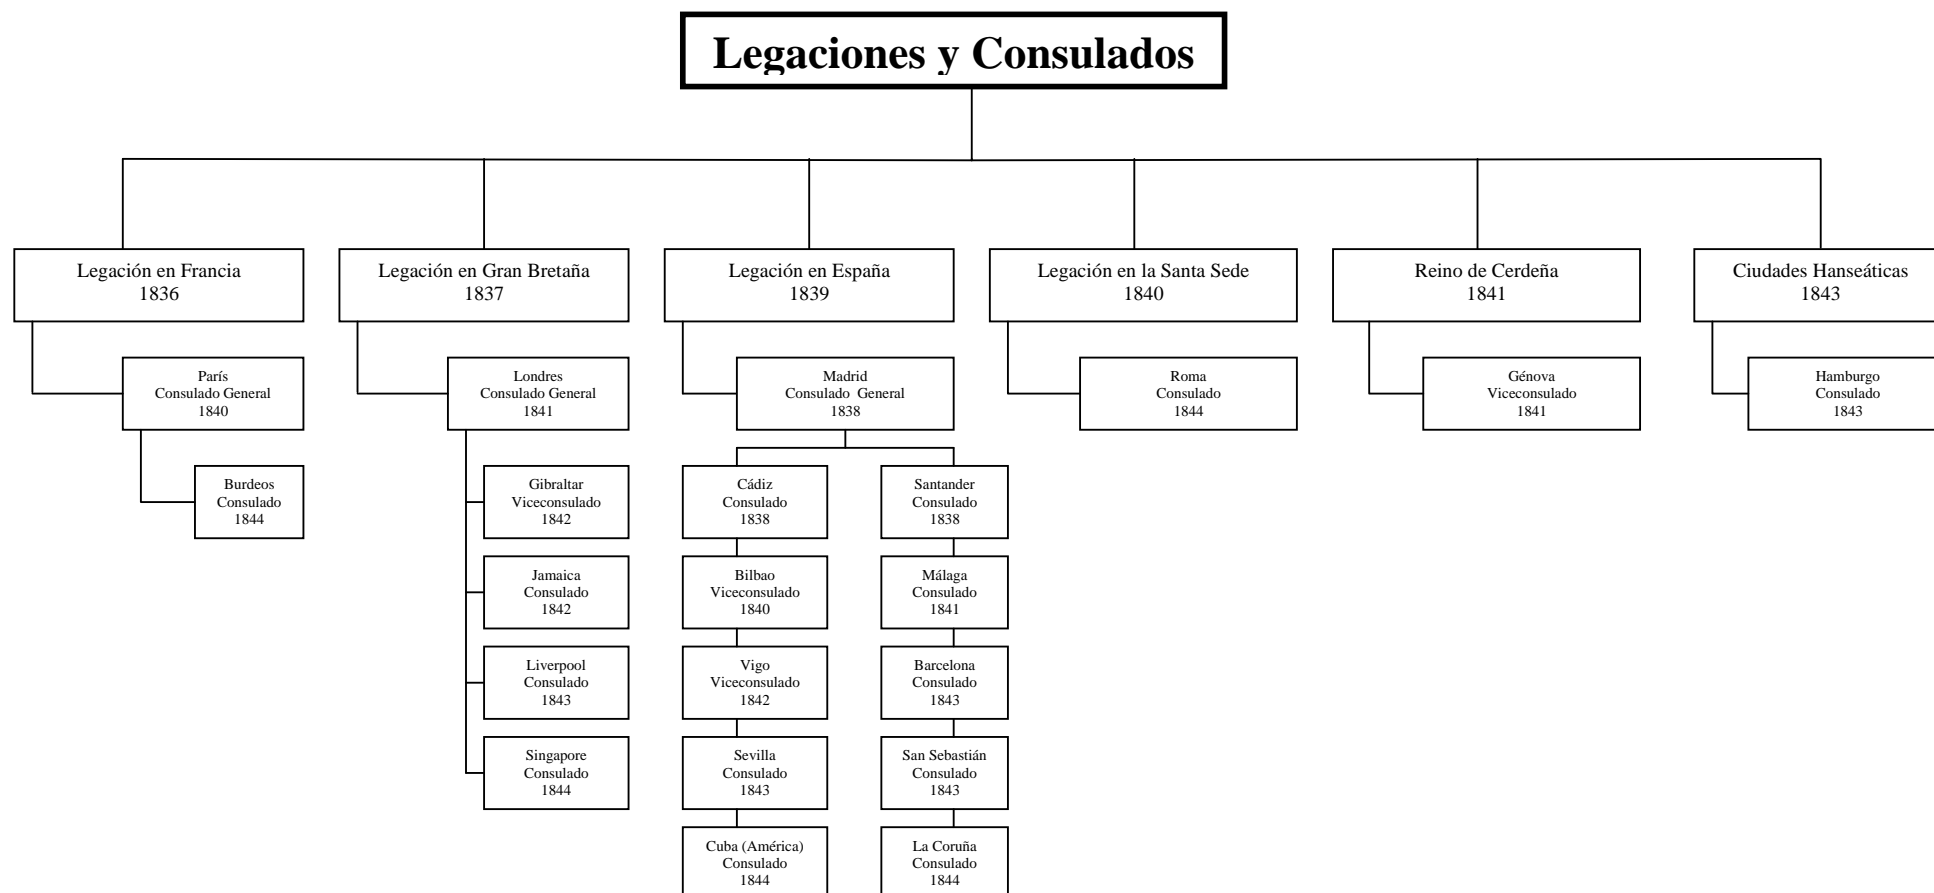 Legaciones y Consulados
Legación en Francia
1836
París
Consulado General
1840
Burdeos
Consulado
1844
Legación en Gran Bretaña
1837
Londres
Consulado General
1841
Gibraltar
Viceconsulado
1842
Jamaica
Consulado
1842
Liverpool
Consulado
1843
Singapore
Consulado
1844
Legación en España
1839
Madrid
Consulado General
1838
Cádiz
Consulado
1838
Bilbao
Viceconsulado
1840
Vigo
Viceconsulado
1842
Sevilla
Consulado
1843
Cuba (América)
Consulado
1844
Santander
Consulado
1838
Málaga
Consulado
1841
Barcelona
Consulado
1843
San Sebastián
Consulado
1843
La Coruña
Consulado
1844
Legación en la Santa Sede
1840
Roma
Consulado
1844
Reino de Cerdeña
1841
Génova
Viceconsulado
1841
Ciudades Hanseáticas
1843
Hamburgo
Consulado
1843